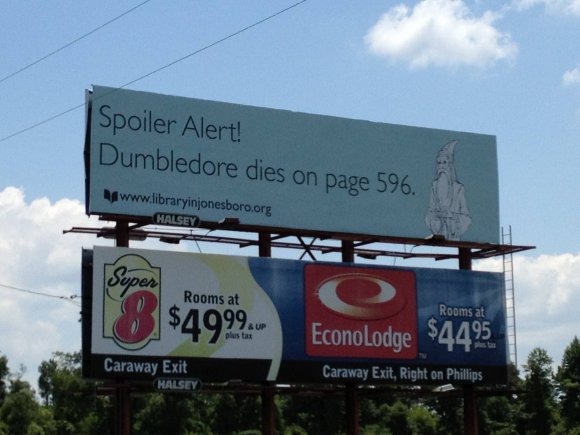 Spoiler Alert!
Dumbledore dies on page 596.
www.libraryinjonesboro.org
HALSEY
Super
8
Rooms at
$49 99 & UP
plus tax
Caraway Exit
HALSEY
EconoLodge TM
Rooms at
$44 95
plus tax
Caraway Exit, Right on Phillips